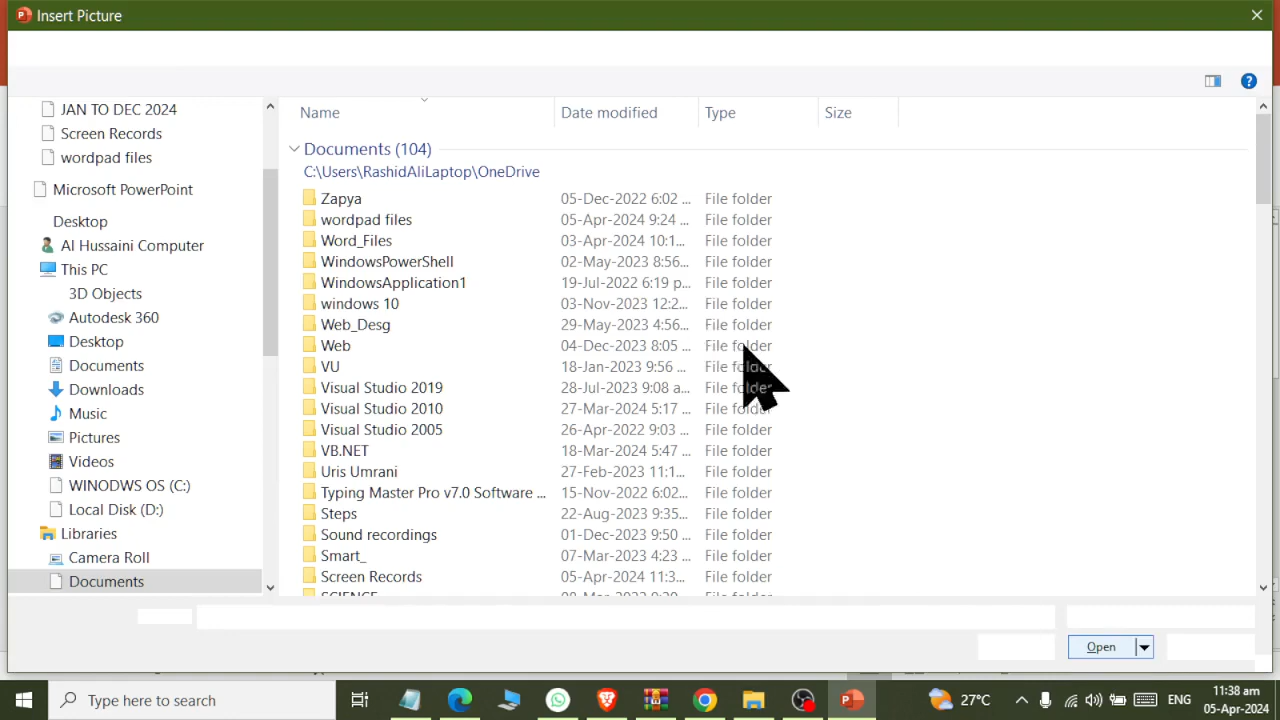 Insert Picture
JAN TO DEC 2024
Screen Records
wordpad files
Microsoft PowerPoint
Desktop
Al Hussaini Computer
This PC
3D Objects
Autodesk 360
Desktop
Documents
Downloads
Music
Pictures
Videos
WINODWS OS (C:)
Local Disk (D:)
Libraries
Camera Roll
Documents
Name Date modified Type Size
Documents (104)
C:\Users\RashidAliLaptop\OneDrive
Zapya 05-Dec-2022 6:02 ... File folder
wordpad files 05-Apr-2024 9:24 ... File folder
Word_Files 03-Apr-2024 10:1... File folder
WindowsPowerShell 02-May-2023 8:56... File folder
WindowsApplication1 19-Jul-2022 6:19 p... File folder
windows 10 03-Nov-2023 12:2... File folder
Web_Desg 29-May-2023 4:56... File folder
Web 04-Dec-2023 8:05 ... File folder
VU 18-Jan-2023 9:56 ... File folder
Visual Studio 2019 28-Jul-2023 9:08 a... File folder
Visual Studio 2010 27-Mar-2024 5:17 ... File folder
Visual Studio 2005 26-Apr-2022 9:03 ... File folder
VB.NET 18-Mar-2024 5:47 ... File folder
Uris Umrani 27-Feb-2023 11:1... File folder
Typing Master Pro v7.0 Software ... 15-Nov-2022 6:02... File folder
Steps 22-Aug-2023 9:35... File folder
Sound recordings 01-Dec-2023 9:50 ... File folder
Smart_ 07-Mar-2023 4:23 ... File folder
Screen Records 05-Apr-2024 11:3... File folder
Open
Type here to search
27°C
ENG
11:38 am
05-Apr-2024